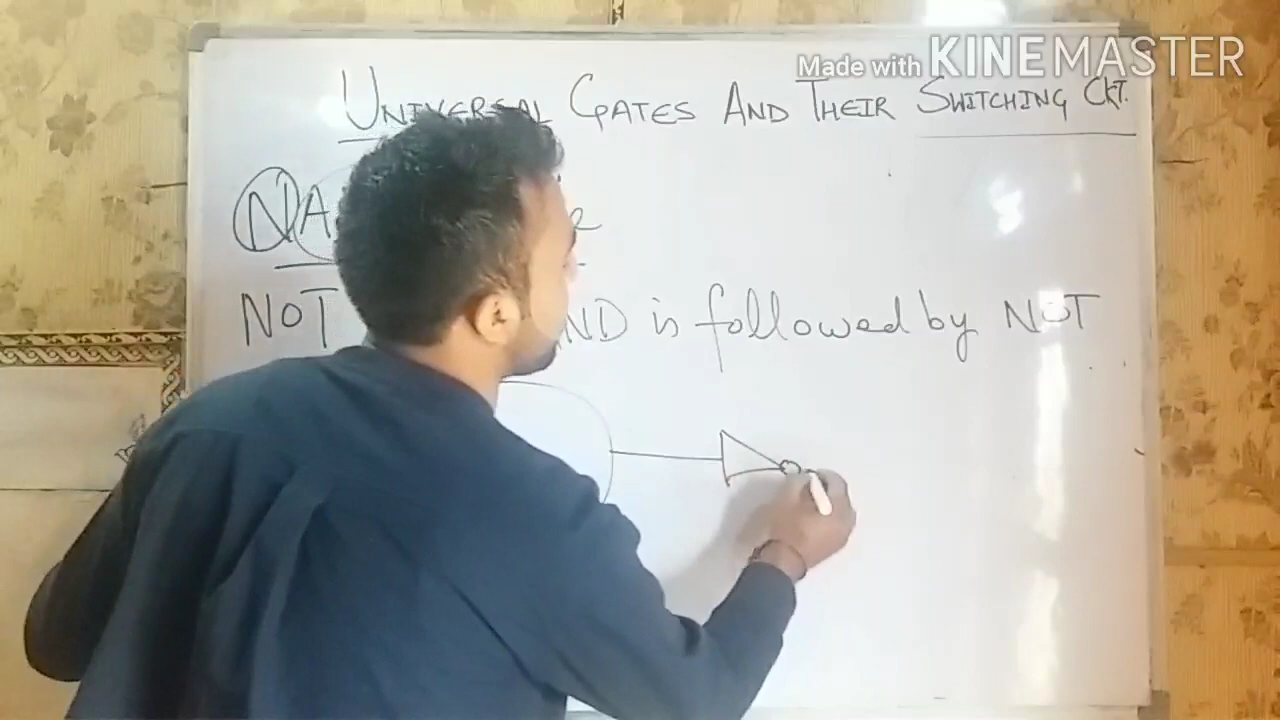 Made with KINEMASTER
UNIVERSAL GATES AND THEIR SWITCHING CKT.
NOT ND is followed by NOT